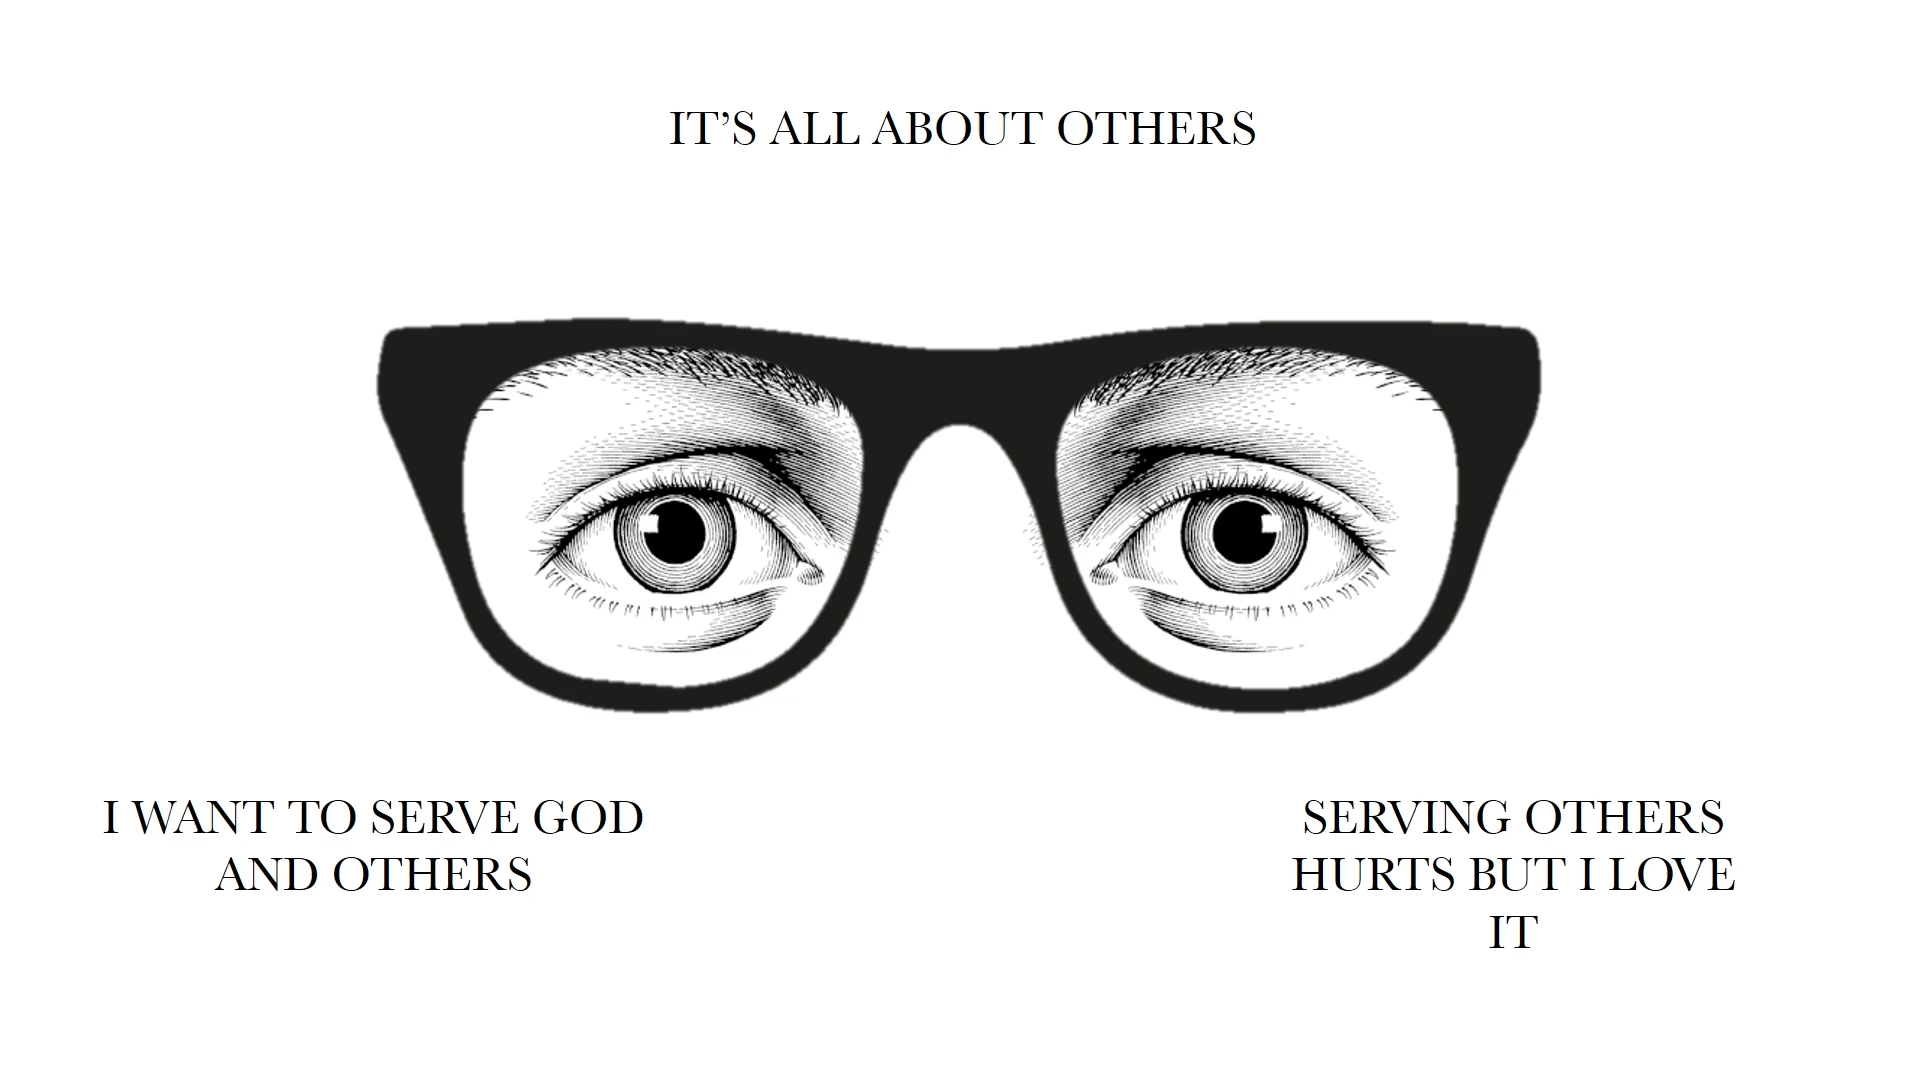 IT’S ALL ABOUT OTHERS
I WANT TO SERVE GOD
AND OTHERS
SERVING OTHERS
HURTS BUT I LOVE
IT